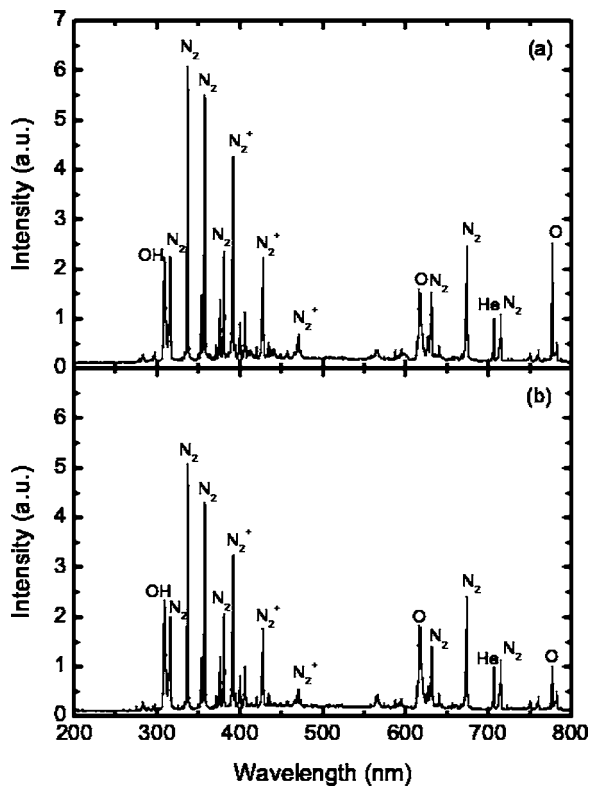 7
6
5
4
3
2
1
0
Intensity (a.u.)
(a)
N₂
N₂
N₂⁺
OH
N₂
N₂
N₂⁺
N₂⁺
O
N₂
N₂
He
N₂
O
6
5
4
3
2
1
0
Intensity (a.u.)
(b)
N₂
N₂
N₂⁺
OH
N₂
N₂
N₂⁺
N₂⁺
O
N₂
N₂
He
N₂
O
200 300 400 500 600 700 800
Wavelength (nm)